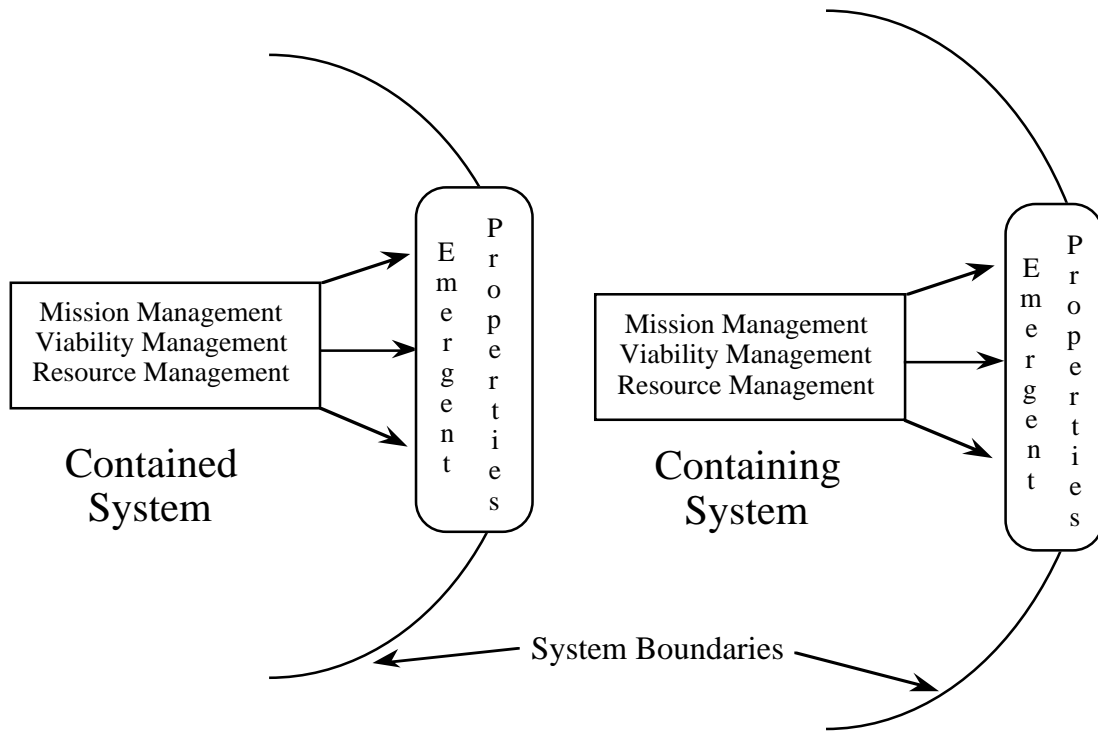 Mission Management
Viability Management
Resource Management
Contained
System
Emergent
Properties
Mission Management
Viability Management
Resource Management
Containing
System
Emergent
Properties
System Boundaries